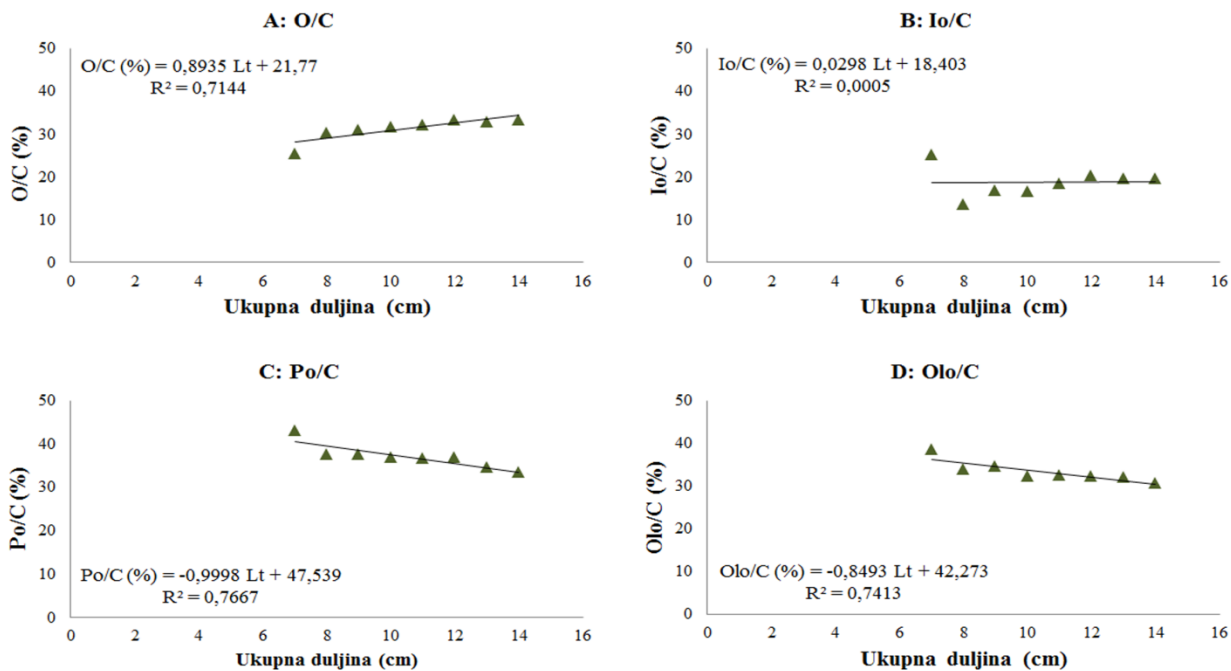 A: O/C
O/C (%) = 0,8935 Lt + 21,77
R² = 0,7144
O/C (%)
50
40
30
20
10
0
0 2 4 6 8 10 12 14 16
Ukupna duljina (cm)
B: Io/C
Io/C (%) = 0,0298 Lt + 18,403
R² = 0,0005
Io/C (%)
50
40
30
20
10
0
0 2 4 6 8 10 12 14 16
Ukupna duljina (cm)
C: Po/C
Po/C (%)
50
40
30
20
10
0
Po/C (%) = -0,9998 Lt + 47,539
R² = 0,7667
0 2 4 6 8 10 12 14 16
Ukupna duljina (cm)
D: Olo/C
Olo/C (%)
50
40
30
20
10
0
Olo/C (%) = -0,8493 Lt + 42,273
R² = 0,7413
0 2 4 6 8 10 12 14 16
Ukupna duljina (cm)